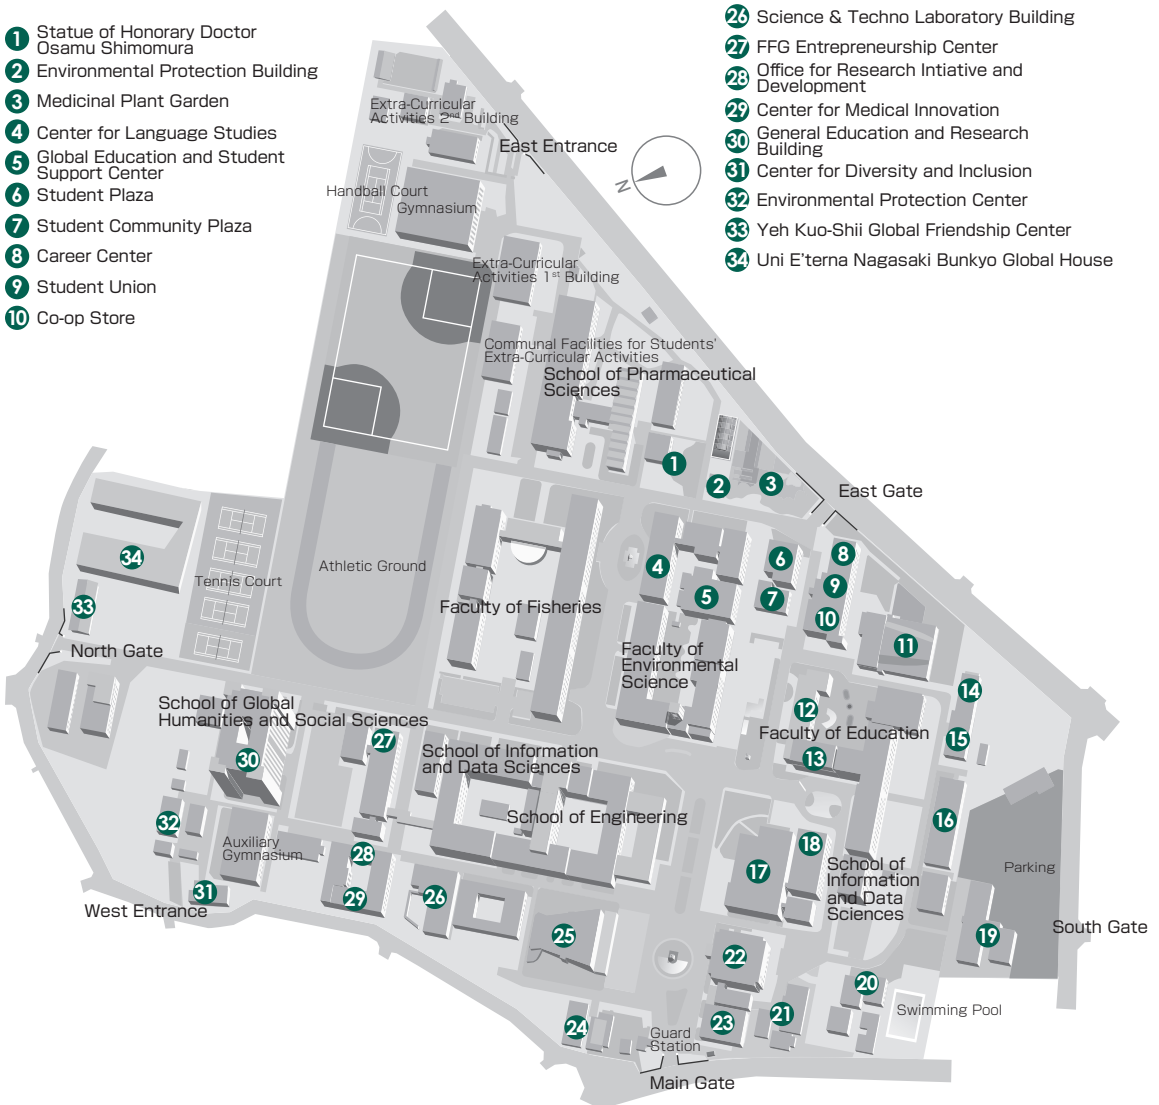 1 Statue of Honorary Doctor
Osamu Shimomura
2 Environmental Protection Building
3 Medicinal Plant Garden
4 Center for Language Studies
5 Global Education and Student
Support Center
6 Student Plaza
7 Student Community Plaza
8 Career Center
9 Student Union
10 Co-op Store
26 Science & Techno Laboratory Building
27 FFG Entrepreneurship Center
28 Office for Research Intiative and
Development
29 Center for Medical Innovation
30 General Education and Research
Building
31 Center for Diversity and Inclusion
32 Environmental Protection Center
33 Yeh Kuo-Shii Global Friendship Center
34 Uni E'terna Nagasaki Bunkyo Global House
Extra-Curricular
Activities 2nd Building
East Entrance
N
Handball Court
Gymnasium
Extra-Curricular
Activities 1st Building
Communal Facilities for Students'
Extra-Curricular Activities
School of Pharmaceutical
Sciences
1
2
3
East Gate
34
Tennis Court
Athletic Ground
4
5
6
7
8
9
10
33
Faculty of Fisheries
North Gate
Faculty of
Environmental
Science
11
School of Global
Humanities and Social Sciences
12
14
27
Faculty of Education
15
30
School of Information
and Data Sciences
13
School of Engineering
32
16
Auxiliary
Gymnasium
28
18
17
School of
Information
and Data
Sciences
Parking
31
29
26
West Entrance
25
19
South Gate
22
20
Swimming Pool
24
23
21
Guard
Station
Main Gate